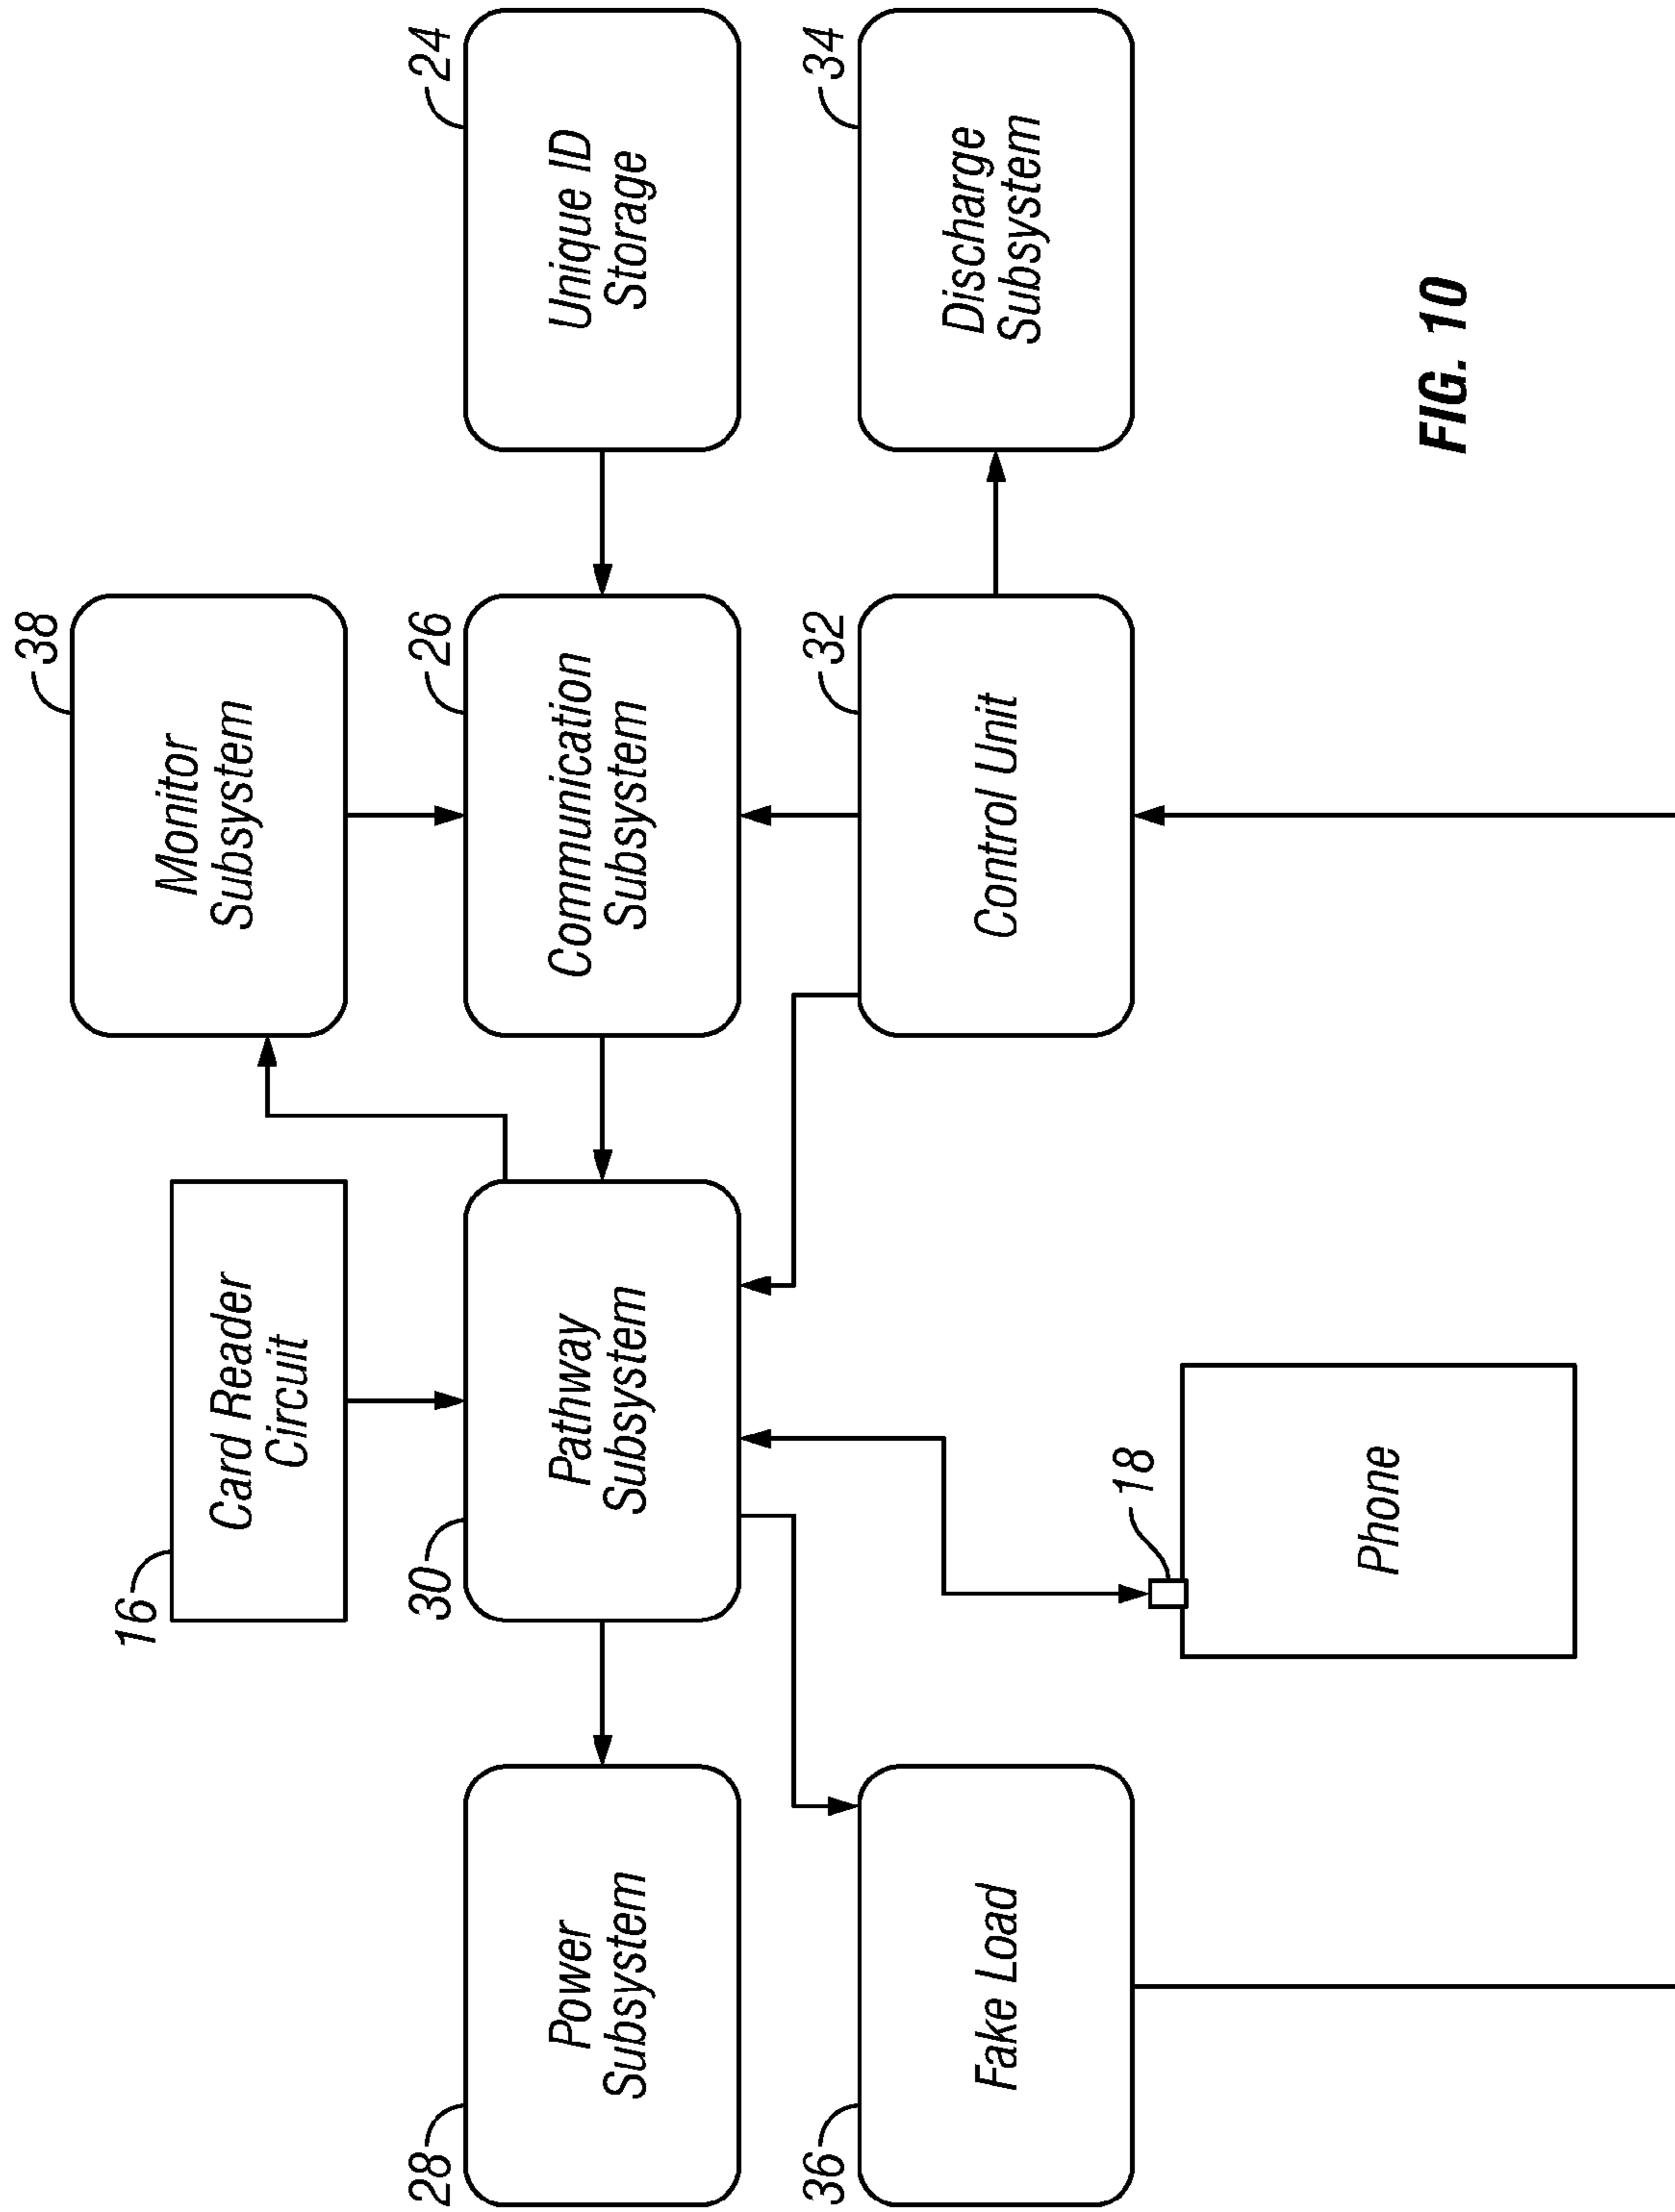 16
Card Reader
Circuit
38
Monitor
Subsystem
28
Power
Subsystem
30
Pathway
Subsystem
26
Communication
Subsystem
24
Unique ID
Storage
36
Fake Load
32
Control Unit
34
Discharge
Subsystem
18
Phone
FIG. 10